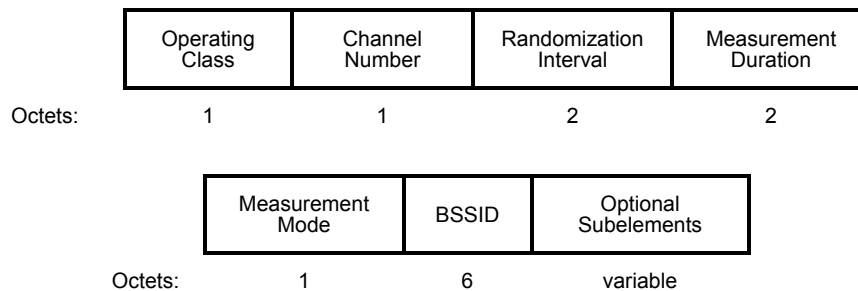 Operating Class
Channel Number
Randomization Interval
Measurement Duration
Octets: 1 1 2 2
Measurement Mode
BSSID
Optional Subelements
Octets: 1 6 variable